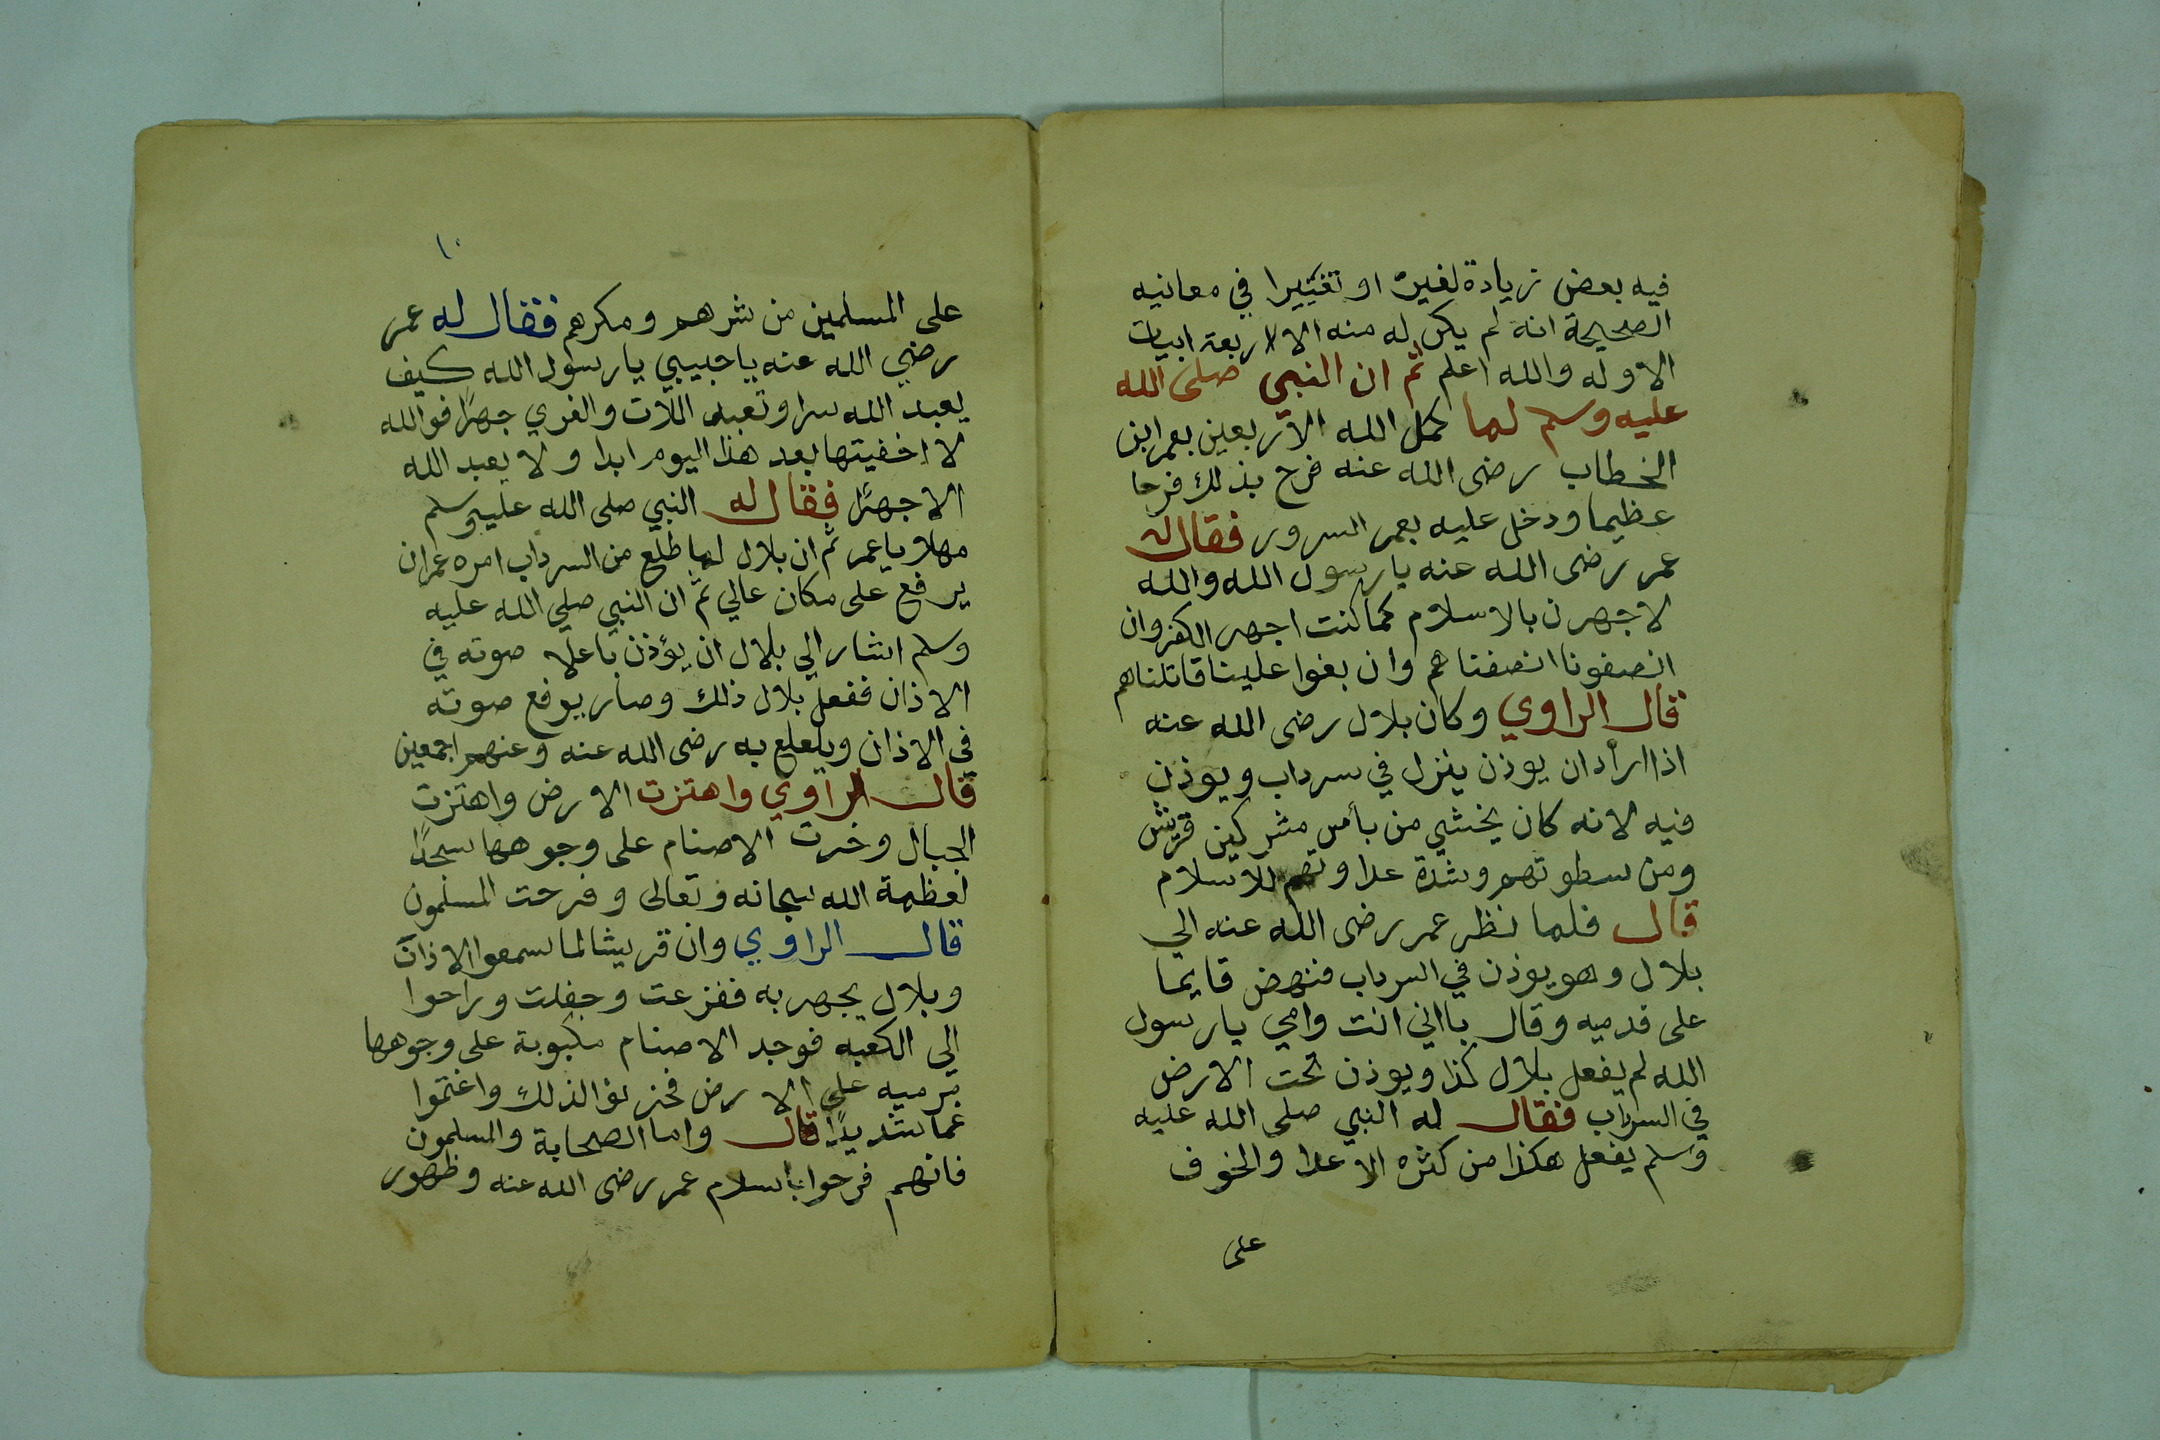 فيه بعض زيادة لغيره او تغييرا في معانيه
الصحيحة انه لم يكن له منه الا اربعة ابيات
الاوله والله اعلم ثم ان النبي صلى الله
عليه وسلم لما كمل الله الاربعين بعمر ابن
الخطاب رضى الله عنه فرح بذلك فرحا
عظيما ودخل عليه بعمر السرور فقال له
عمر رضى الله عنه يا رسول الله والله
لاجهرن بالاسلام كما كنت اجهر الكفر وان
انصفونا انصفناهم وان بغوا علينا قاتلناهم
قال الراوي وكان بلال رضى الله عنه
اذا اراد ان يوذن ينزل في سرداب ويوذن
فيه لانه كان يخشي من بأس مشركين قريش
ومن سطوتهم وشدة عداوتهم للاسلام
قال فلما نظر عمر رضى الله عنه الي
بلال وهو يوذن في السرداب فنهض قايما
على قدميه وقال بااني انت وامي يارسول
الله لم يفعل بلال كذا ويوذن تحت الارض
في السرداب فقال له النبي صلى الله عليه
وسلم يفعل هكذا من كثره الاعدا والخوف
على
١٠
على المسلمين من شرهم ومكرهم فقال له عمر
رضي الله عنه يا حبيبي يا رسول الله كيف
يعبد الله سرا وتعبد اللات والغري جهرًا فوالله
لا اخفيتها بعد هذا اليوم ابدا ولا يعبد الله
الا جهرًا فقال له النبي صلى الله عليه وسلم
مهلا يا عمر ثم ان بلال لما طلع من السرداب امره عمر ان
يرفع على مكان عالي ثم ان النبي صلي الله عليه
وسلم اشار الي بلال ان يؤذن باعلا صوته في
الاذان ففعل بلال ذلك وصار يرفع صوته
في الاذان ويلعلع به رضى الله عنه وعنهم اجمعين
قال الراوي واهتزت الارض واهتزت
الجبال وخرت الاصنام على وجوهها سجدًا
لعظمة الله سبحانه وتعالى وفرحت المسلمون
قال الراوي وان قريشا لما سمعوا الاذان
وبلال يجهر به ففزعت وجفلت وراحوا
الى الكعبه فوجد الاصنام مكبوبة على وجوهها
مرميه على الارض فحزنوا لذلك واغتموا
غما شديدًا قال واما الصحابة والمسلمون
فانهم فرحوا باسلام عمر رضى الله عنه وظهور